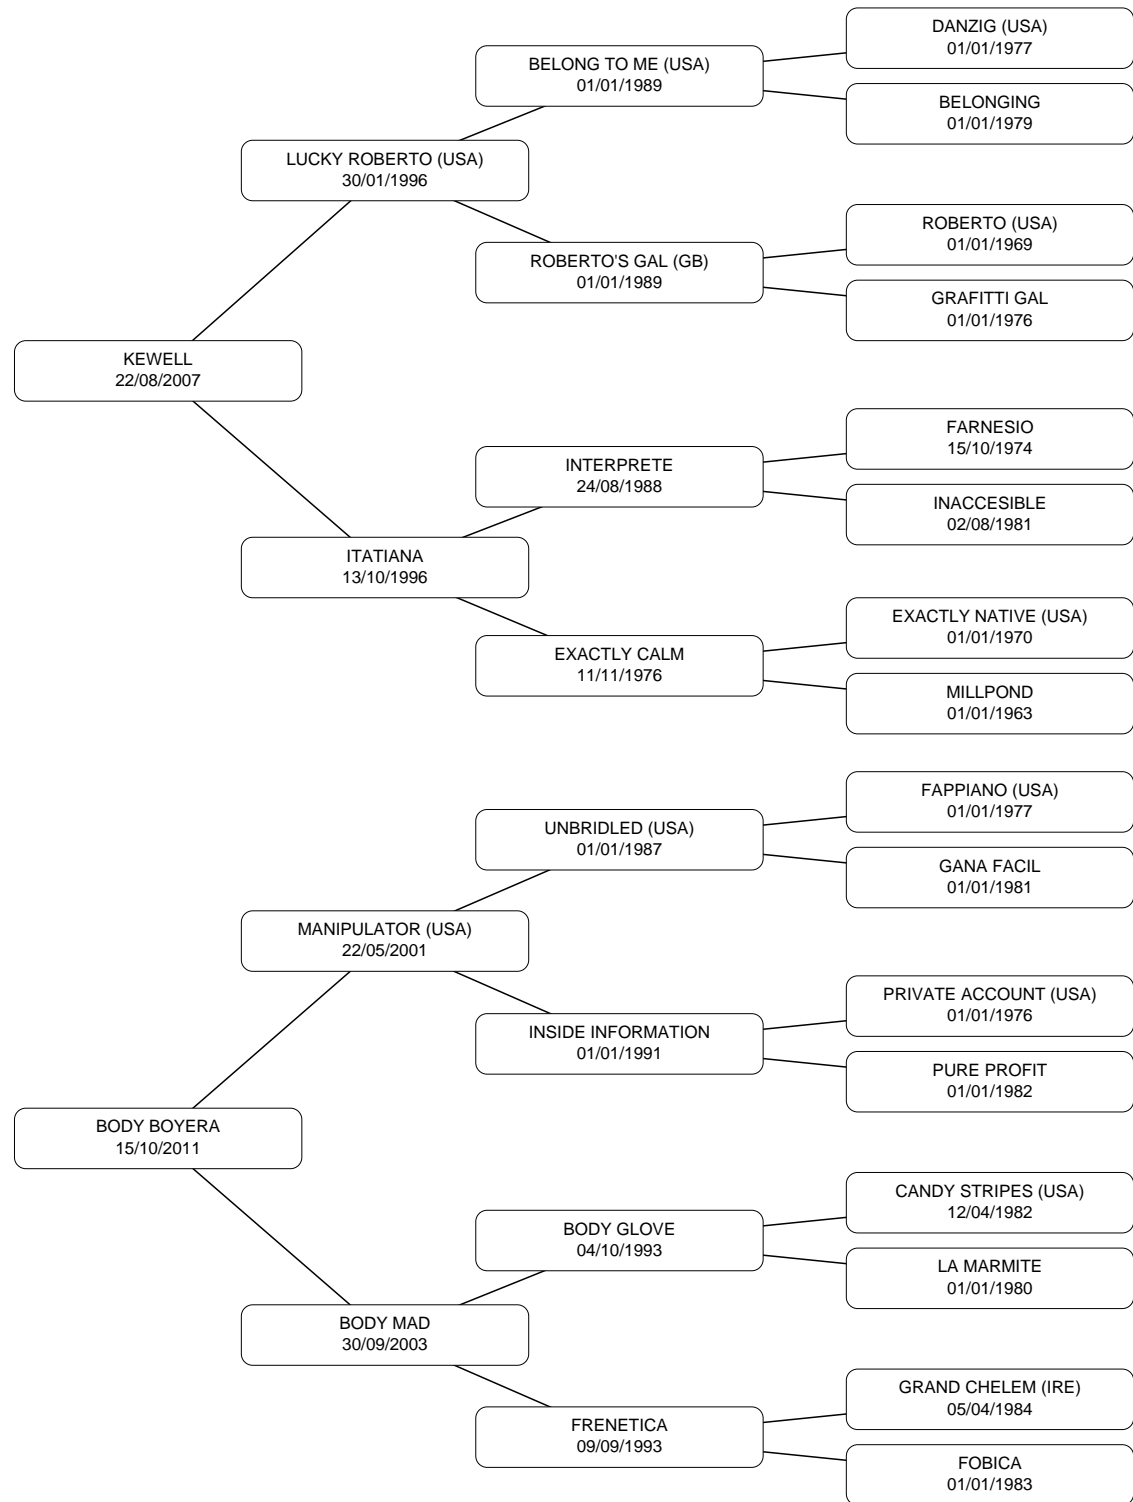 DANZIG (USA)
01/01/1977
BELONG TO ME (USA)
01/01/1989
BELONGING
01/01/1979
LUCKY ROBERTO (USA)
30/01/1996
ROBERTO (USA)
01/01/1969
ROBERTO'S GAL (GB)
01/01/1989
GRAFITTI GAL
01/01/1976
KEWELL
22/08/2007
FARNESIO
15/10/1974
INTERPRETE
24/08/1988
INACCESIBLE
02/08/1981
ITATIANA
13/10/1996
EXACTLY NATIVE (USA)
01/01/1970
EXACTLY CALM
11/11/1976
MILLPOND
01/01/1963
FAPPIANO (USA)
01/01/1977
UNBRIDLED (USA)
01/01/1987
GANA FACIL
01/01/1981
MANIPULATOR (USA)
22/05/2001
PRIVATE ACCOUNT (USA)
01/01/1976
INSIDE INFORMATION
01/01/1991
PURE PROFIT
01/01/1982
BODY BOYERA
15/10/2011
CANDY STRIPES (USA)
12/04/1982
BODY GLOVE
04/10/1993
LA MARMITE
01/01/1980
BODY MAD
30/09/2003
GRAND CHELEM (IRE)
05/04/1984
FRENETICA
09/09/1993
FOBICA
01/01/1983